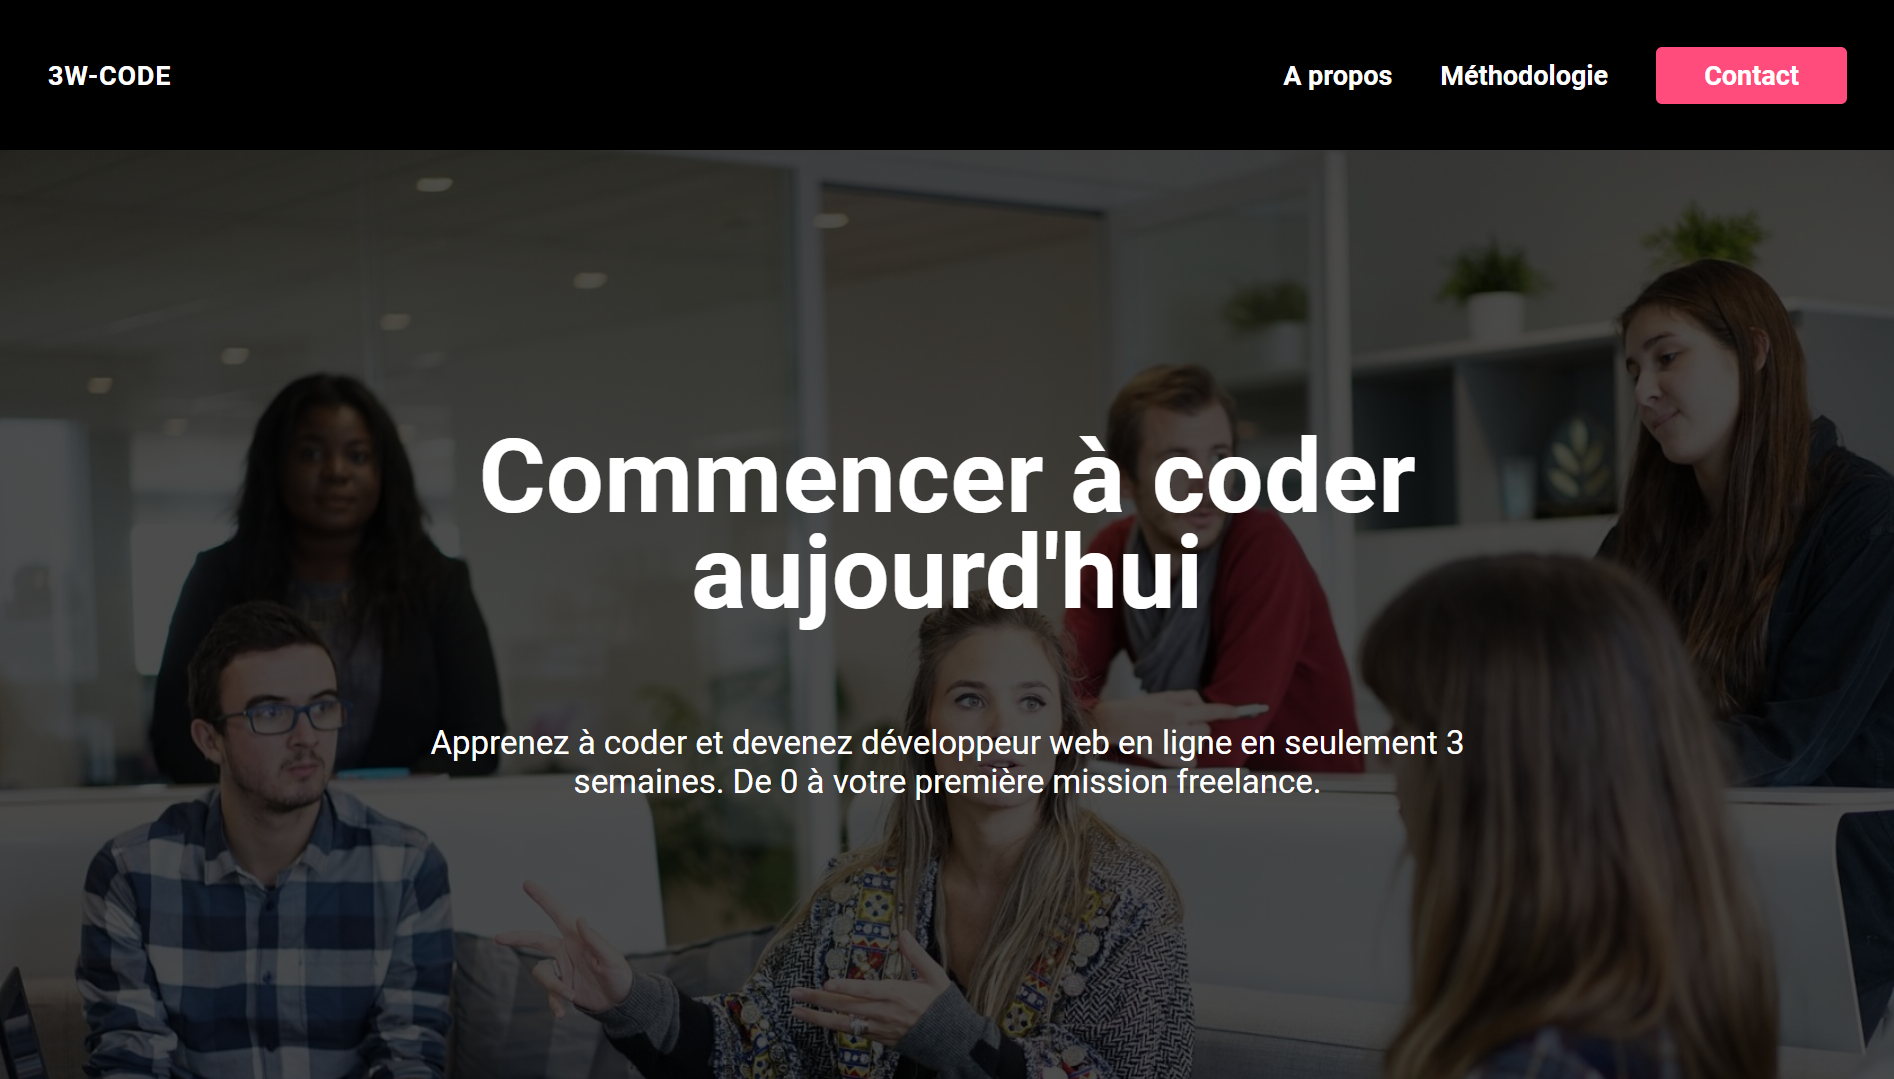 3W-CODE
A propos
Méthodologie
Contact
Commencer à coder
aujourd'hui
Apprenez à coder et devenez développeur web en ligne en seulement 3
semaines. De 0 à votre première mission freelance.